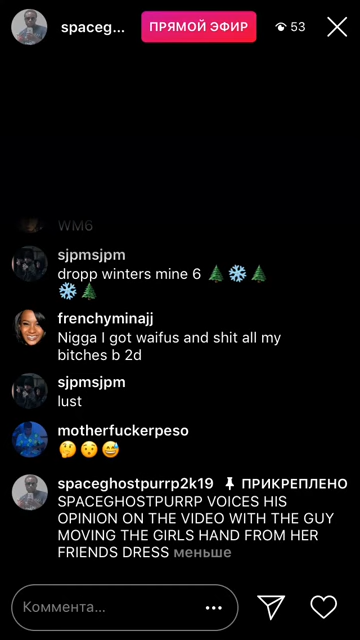 spaceg... ПРЯМОЙ ЭФИР 53
WM6
sjpmsjpm
dropp winters mine 6 🌲❄️🌲
❄️🌲
frenchyminajj
Nigga I got waifus and shit all my
bitches b 2d
sjpmsjpm
lust
motherfuckerpeso
🤔😯😅
spaceghostpurrp2k19 📌 ПРИКРЕПЛЕНО
SPACEGHOSTPURRP VOICES HIS
OPINION ON THE VIDEO WITH THE GUY
MOVING THE GIRLS HAND FROM HER
FRIENDS DRESS меньше
Коммента...